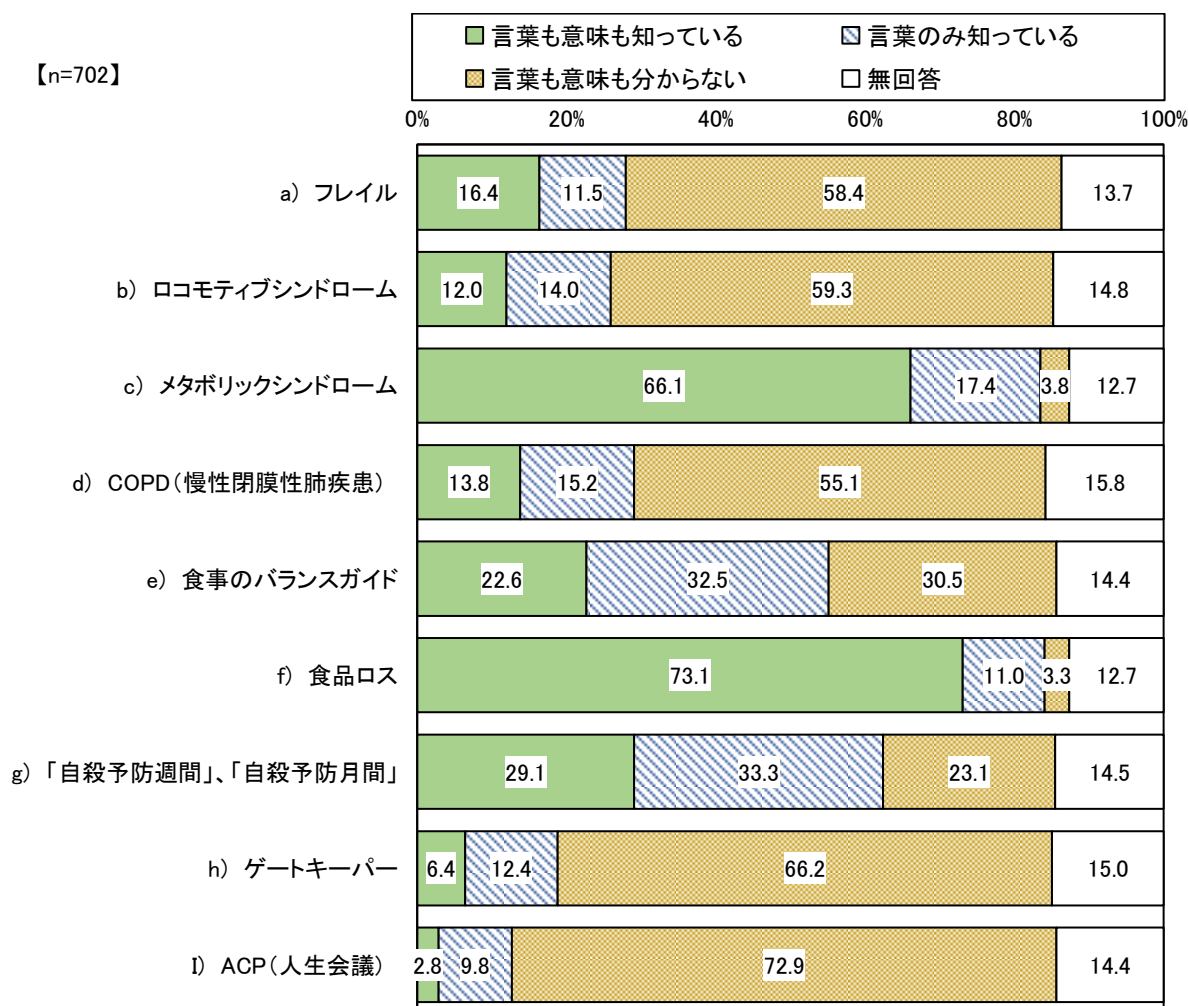 言葉も意味も知っている 言葉のみ知っている
【n=702】
言葉も意味も分からない 無回答
0% 20% 40% 60% 80% 100%
a) フレイル 16.4 11.5 58.4 13.7
b) ロコモティブシンドローム 12.0 14.0 59.3 14.8
c) メタボリックシンドローム 66.1 17.4 3.8 12.7
d) COPD(慢性閉膜性肺疾患) 13.8 15.2 55.1 15.8
e) 食事のバランスガイド 22.6 32.5 30.5 14.4
f) 食品ロス 73.1 11.0 3.3 12.7
g)「自殺予防週間」、「自殺予防月間」 29.1 33.3 23.1 14.5
h) ゲートキーパー 6.4 12.4 66.2 15.0
I) ACP(人生会議) 2.8 9.8 72.9 14.4